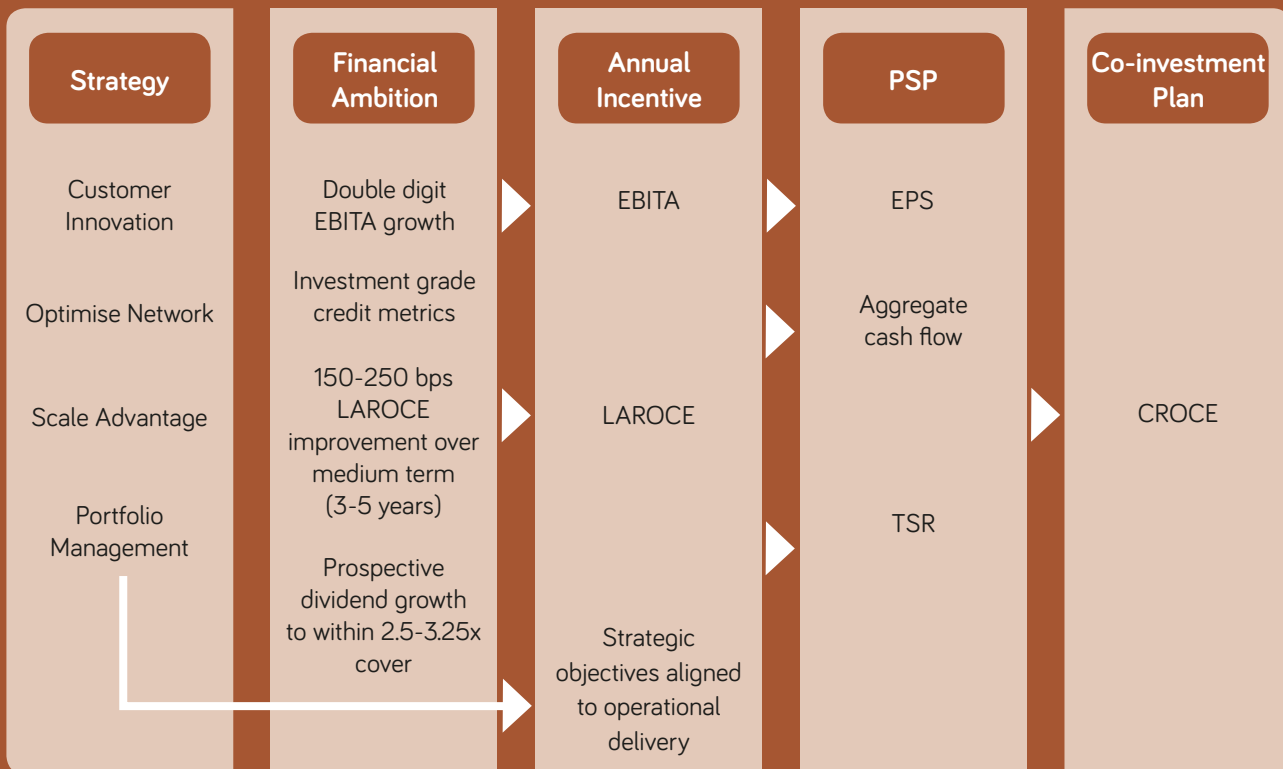 Strategy
Customer
Innovation
Optimise Network
Scale Advantage
Portfolio
Management
Financial
Ambition
Double digit
EBITA growth
Investment grade
credit metrics
150-250 bps
LAROCE
improvement over
medium term
(3-5 years)
Prospective
dividend growth
to within 2.5-3.25x
cover
Annual
Incentive
EBITA
LAROCE
Strategic
objectives aligned
to operational
delivery
PSP
EPS
Aggregate
cash flow
TSR
Co-investment
Plan
CROCE